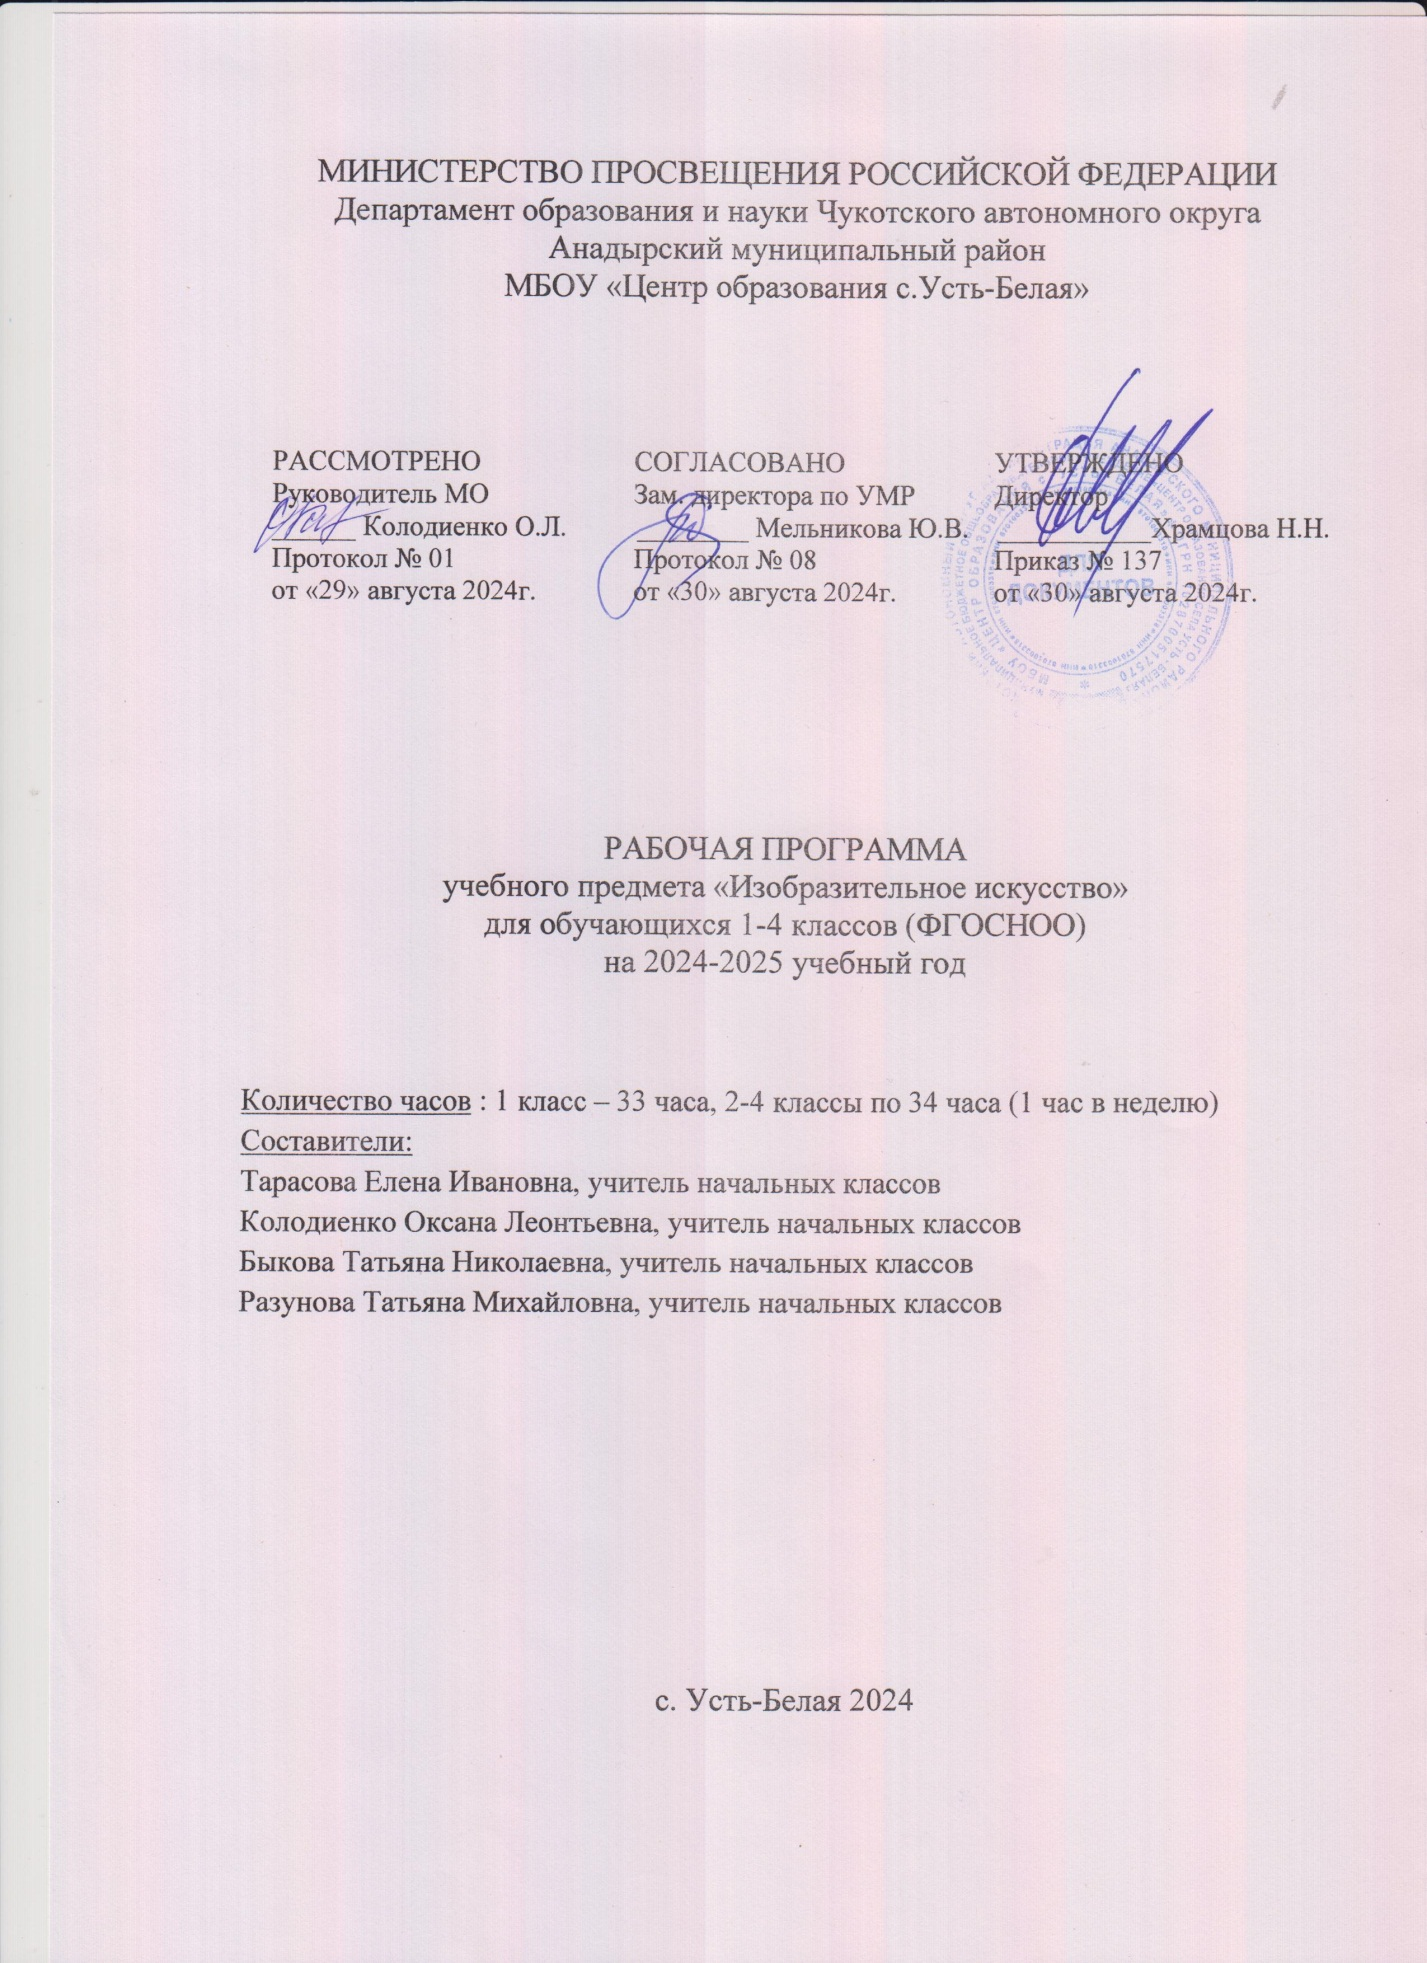 МИНИСТЕРСТВО ПРОСВЕЩЕНИЯ РОССИЙСКОЙ ФЕДЕРАЦИИ
Департамент образования и науки Чукотского автономного округа
Анадырский муниципальный район
МБОУ «Центр образования с.Усть-Белая»
РАССМОТРЕНО
Руководитель МО
______ Колодиенко О.Л.
Протокол № 01
от «29» августа 2024г.
СОГЛАСОВАНО
Зам. директора по УМР
________ Мельникова Ю.В.
Протокол № 08
от «30» августа 2024г.
УТВЕРЖДЕНО
Директор
___________Храмцова Н.Н.
Приказ № 137
от «30» августа 2024г.
ДЛЯ
ДОКУМЕНТОВ
РАБОЧАЯ ПРОГРАММА
учебного предмета «Изобразительное искусство»
для обучающихся 1-4 классов (ФГОСНОО)
на 2024-2025 учебный год
Количество часов : 1 класс – 33 часа, 2-4 классы по 34 часа (1 час в неделю)
Составители:
Тарасова Елена Ивановна, учитель начальных классов
Колодиенко Оксана Леонтьевна, учитель начальных классов
Быкова Татьяна Николаевна, учитель начальных классов
Разунова Татьяна Михайловна, учитель начальных классов
с. Усть-Белая 2024